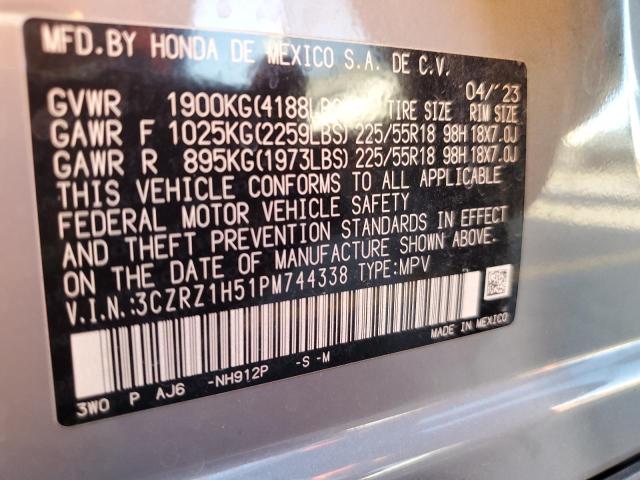 MFD.BY HONDA DE MEXICO S.A. DE C.V.
04/23
GVWR 1900KG(4188LBS) TIRE SIZE RIM SIZE
GAWR F 1025KG(2259LBS) 225/55R18 98H 18X7.0J
GAWR R 895KG(1973LBS) 225/55R18 98H 18X7.0J
THIS VEHICLE CONFORMS TO ALL APPLICABLE
FEDERAL MOTOR VEHICLE SAFETY
AND THEFT PREVENTION STANDARDS IN EFFECT
ON THE DATE OF MANUFACTURE SHOWN ABOVE.
V.I.N.:3CZRZ1H51PM744338 TYPE:MPV
MADE IN MEXICO
3W0 P AJ6 -NH912P -S -M